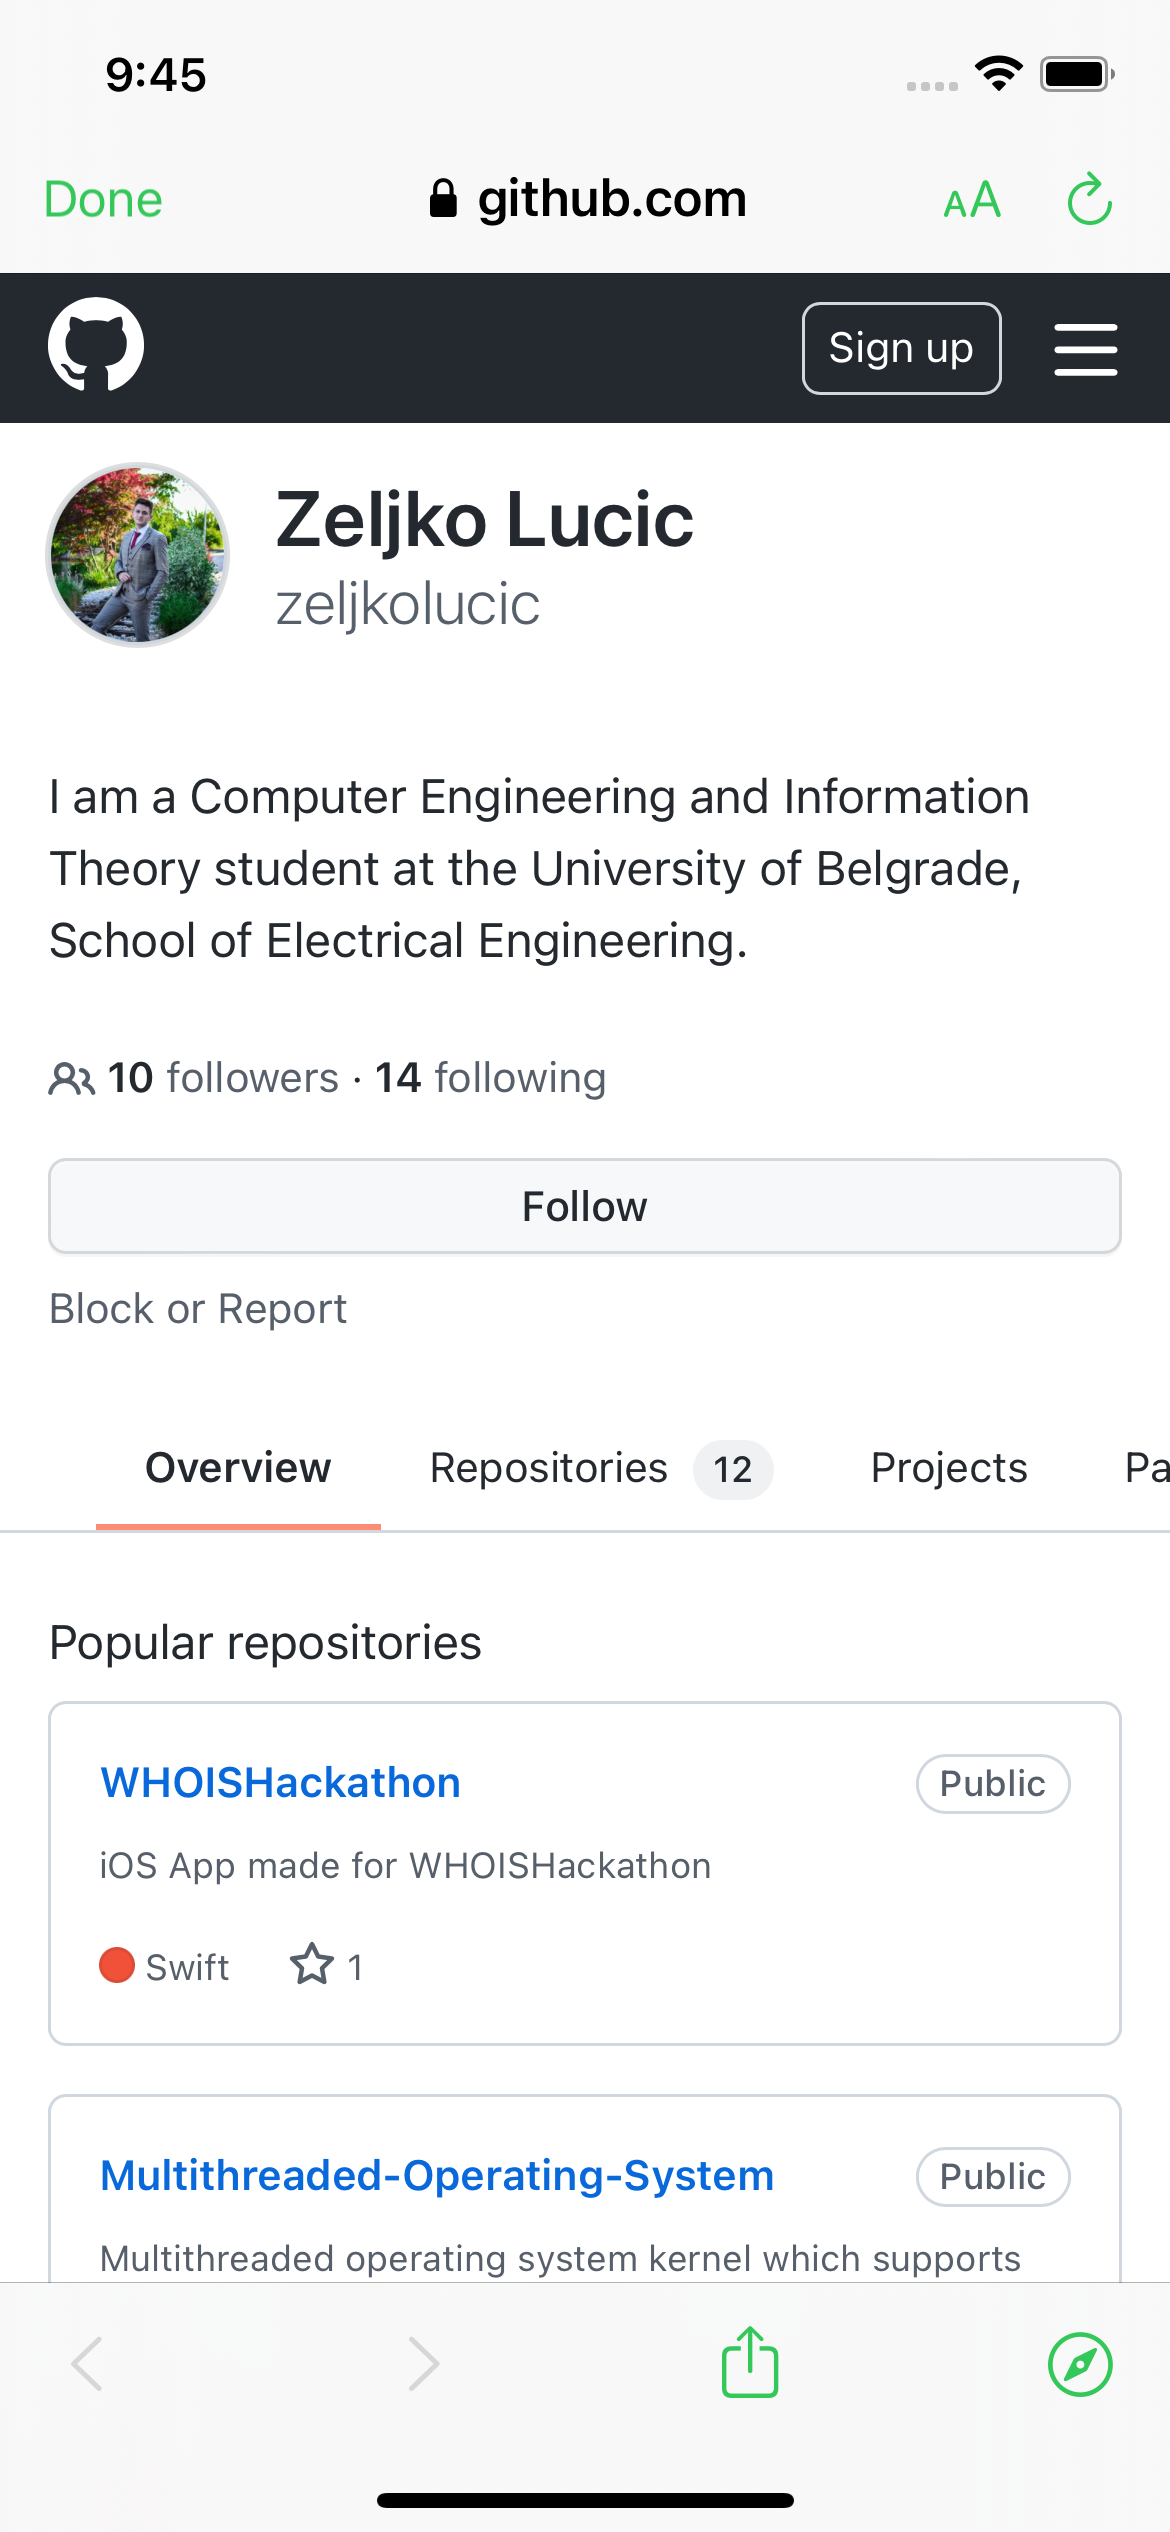 9:45
Done
github.com
AA
Sign up
Zeljko Lucic
zeljkolucic
I am a Computer Engineering and Information
Theory student at the University of Belgrade,
School of Electrical Engineering.
10 followers · 14 following
Follow
Block or Report
Overview
Repositories 12
Projects
Pa
Popular repositories
WHOISHackathon
Public
iOS App made for WHOISHackathon
Swift
1
Multithreaded-Operating-System
Public
Multithreaded operating system kernel which supports